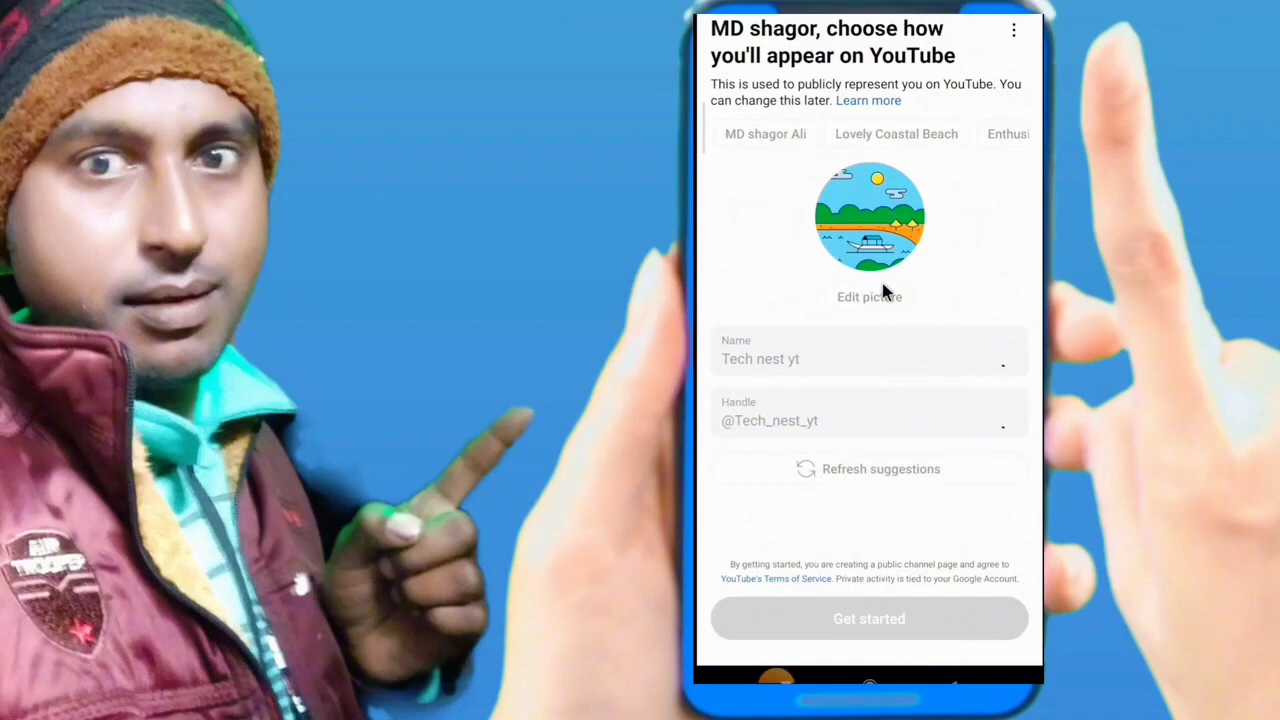 MD shagor, choose how
you'll appear on YouTube
This is used to publicly represent you on YouTube. You
can change this later. Learn more
MD shagor Ali
Lovely Coastal Beach
Enthusi
Edit picture
Name
Tech nest yt
Handle
@Tech_nest_yt
Refresh suggestions
By getting started, you are creating a public channel page and agree to
YouTube's Terms of Service. Private activity is tied to your Google Account.
Get started
AIR
TROOPER